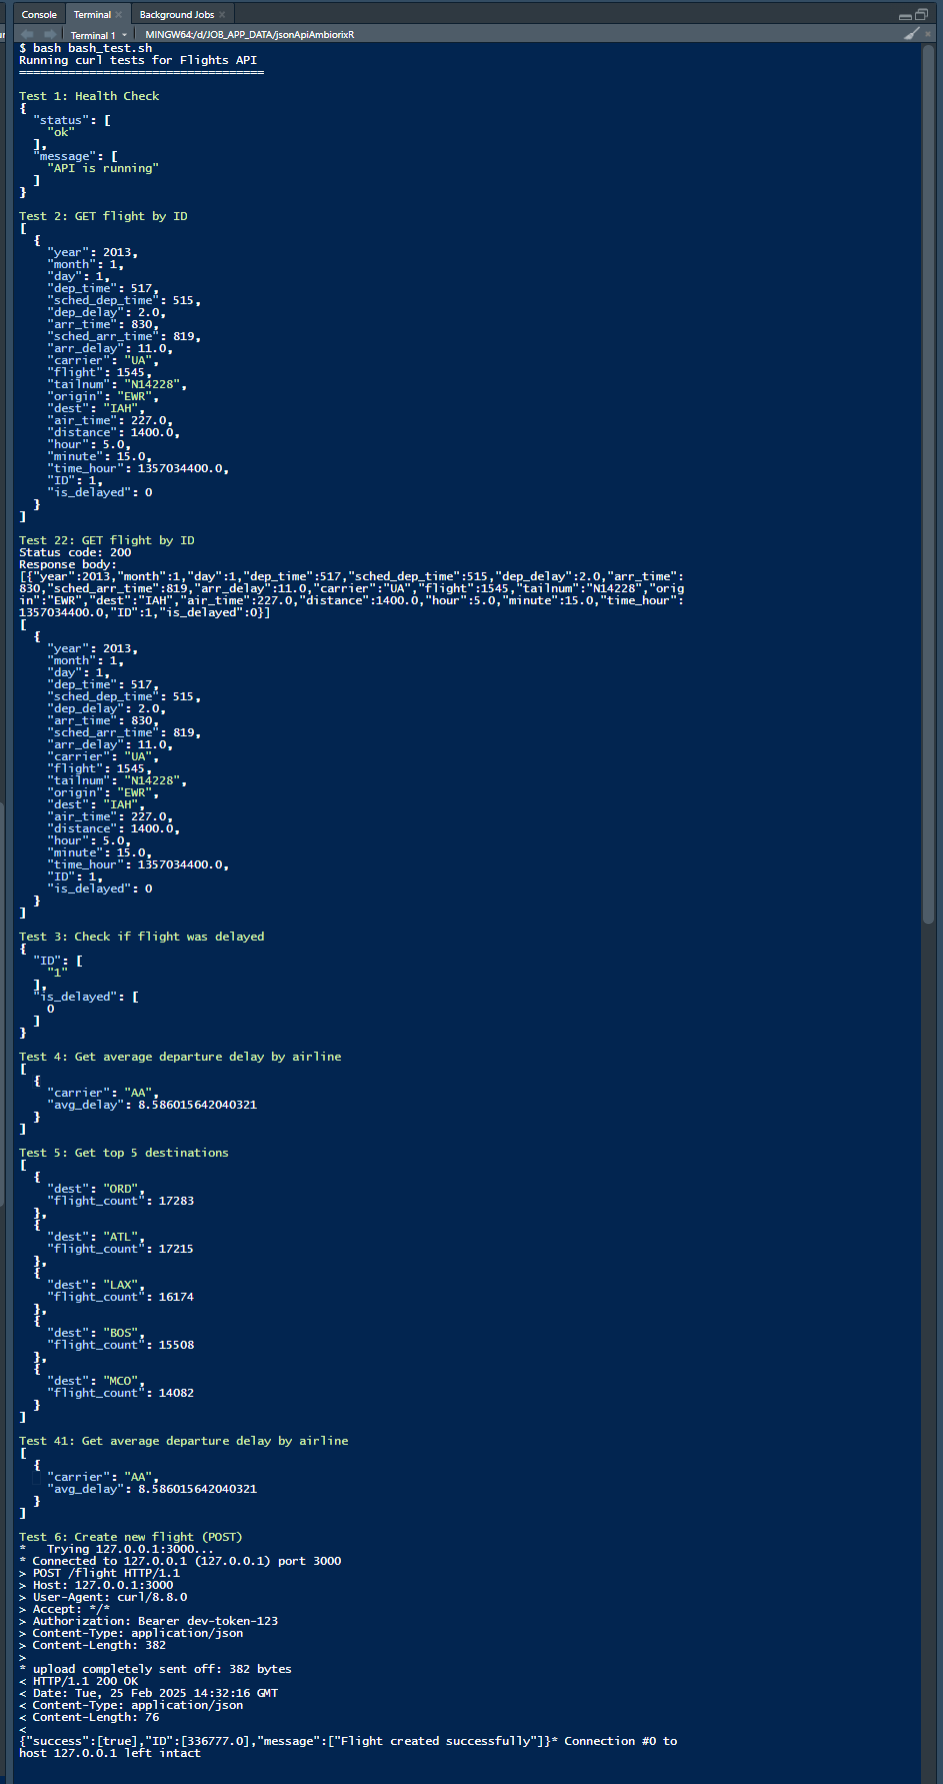 Console Terminal Background Jobs
Terminal 1 MINGW64:/d/JOB_APP_DATA/jsonApiAmbiorixR
$ bash bash_test.sh
Running curl tests for Flights API
==================================
Test 1: Health Check
{
  "status": [
    "ok"
  ],
  "message": [
    "API is running"
  ]
}
Test 2: GET flight by ID
[
  {
    "year": 2013,
    "month": 1,
    "day": 1,
    "dep_time": 517,
    "sched_dep_time": 515,
    "dep_delay": 2.0,
    "arr_time": 830,
    "sched_arr_time": 819,
    "arr_delay": 11.0,
    "carrier": "UA",
    "flight": 1545,
    "tailnum": "N14228",
    "origin": "EWR",
    "dest": "IAH",
    "air_time": 227.0,
    "distance": 1400.0,
    "hour": 5.0,
    "minute": 15.0,
    "time_hour": 1357034400.0,
    "ID": 1,
    "is_delayed": 0
  }
]
Test 22: GET flight by ID
Status code: 200
Response body:
[{"year":2013,"month":1,"day":1,"dep_time":517,"sched_dep_time":515,"dep_delay":2.0,"arr_time":
830,"sched_arr_time":819,"arr_delay":11.0,"carrier":"UA","flight":1545,"tailnum":"N14228","orig
in":"EWR","dest":"IAH","air_time":227.0,"distance":1400.0,"hour":5.0,"minute":15.0,"time_hour":
1357034400.0,"ID":1,"is_delayed":0}]
[
  {
    "year": 2013,
    "month": 1,
    "day": 1,
    "dep_time": 517,
    "sched_dep_time": 515,
    "dep_delay": 2.0,
    "arr_time": 830,
    "sched_arr_time": 819,
    "arr_delay": 11.0,
    "carrier": "UA",
    "flight": 1545,
    "tailnum": "N14228",
    "origin": "EWR",
    "dest": "IAH",
    "air_time": 227.0,
    "distance": 1400.0,
    "hour": 5.0,
    "minute": 15.0,
    "time_hour": 1357034400.0,
    "ID": 1,
    "is_delayed": 0
  }
]
Test 3: Check if flight was delayed
{
  "ID": [
    "1"
  ],
  "is_delayed": [
    0
  ]
}
Test 4: Get average departure delay by airline
[
  {
    "carrier": "AA",
    "avg_delay": 8.586015642040321
  }
]
Test 5: Get top 5 destinations
[
  {
    "dest": "ORD",
    "flight_count": 17283
  },
  {
    "dest": "ATL",
    "flight_count": 17215
  },
  {
    "dest": "LAX",
    "flight_count": 16174
  },
  {
    "dest": "BOS",
    "flight_count": 15508
  },
  {
    "dest": "MCO",
    "flight_count": 14082
  }
]
Test 41: Get average departure delay by airline
[
  {
    "carrier": "AA",
    "avg_delay": 8.586015642040321
  }
]
Test 6: Create new flight (POST)
*   Trying 127.0.0.1:3000...
* Connected to 127.0.0.1 (127.0.0.1) port 3000
> POST /flight HTTP/1.1
> Host: 127.0.0.1:3000
> User-Agent: curl/8.8.0
> Accept: */*
> Authorization: Bearer dev-token-123
> Content-Type: application/json
> Content-Length: 382
>
* upload completely sent off: 382 bytes
< HTTP/1.1 200 OK
< Date: Tue, 25 Feb 2025 14:32:16 GMT
< Content-Type: application/json
< Content-Length: 76
<
{"success":[true],"ID":[336777.0],"message":["Flight created successfully"]}* Connection #0 to
host 127.0.0.1 left intact